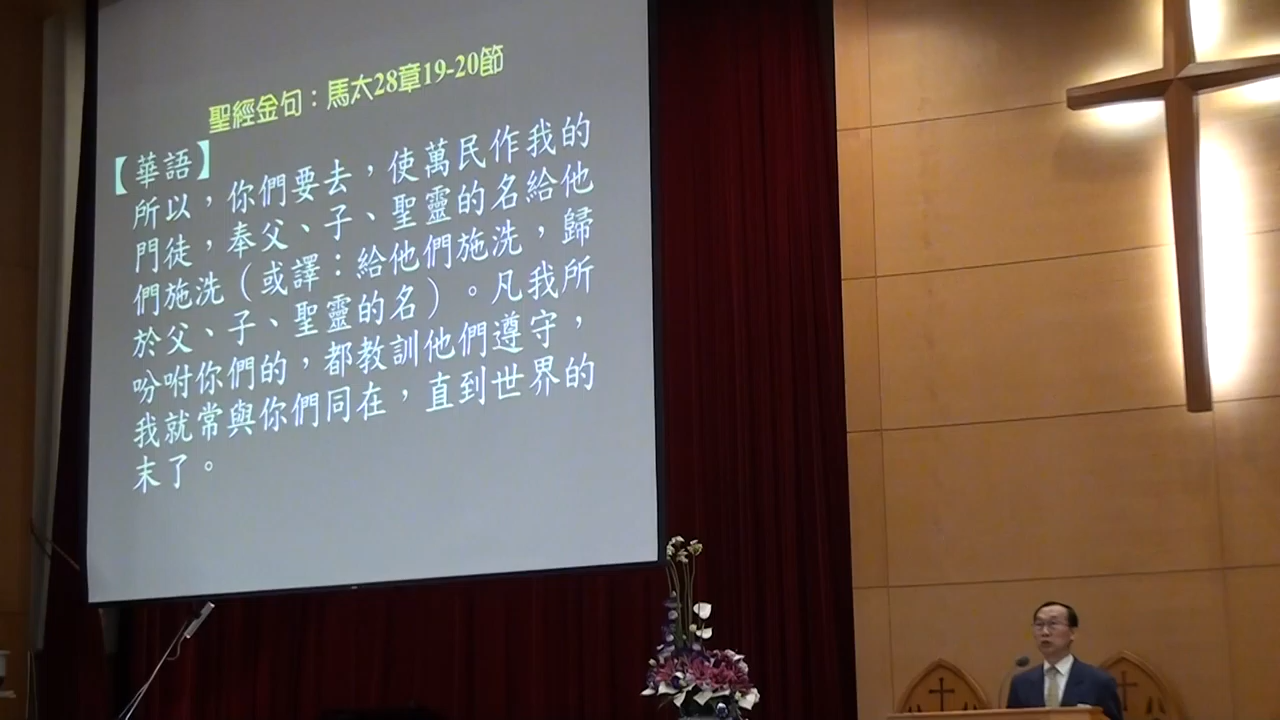 聖經金句：馬太28章19-20節
【華語】
所以，你們要去，使萬民作我的
門徒，奉父、子、聖靈的名給他
們施洗（或譯：給他們施洗，歸
於父、子、聖靈的名）。凡我所
吩咐你們的，都教訓他們遵守，
我就常與你們同在，直到世界的
末了。